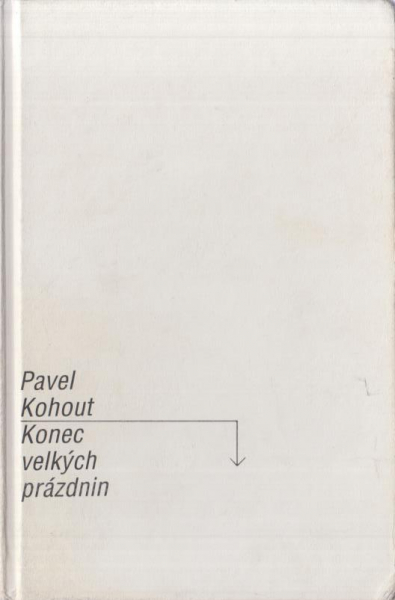 Pavel
Kohout
Konec
velkých
prázdnin